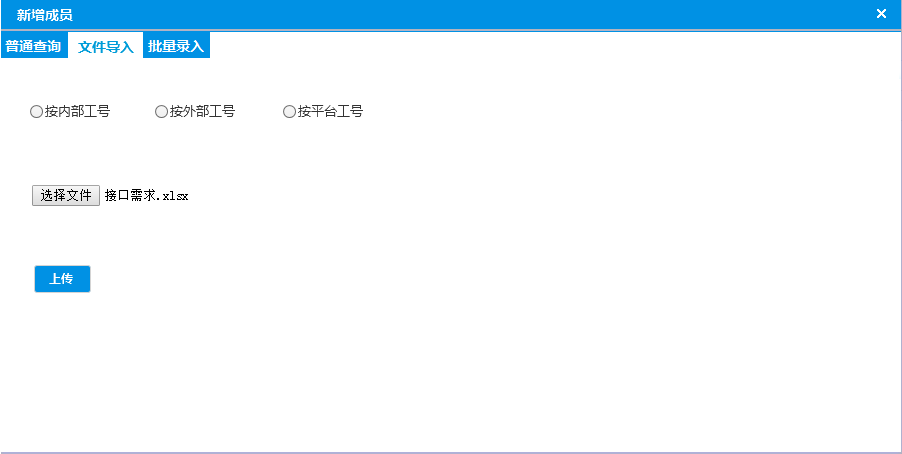 新增成员 ×
普通查询 文件导入 批量录入
按内部工号 按外部工号 按平台工号
选择文件 接口需求.xlsx
上传